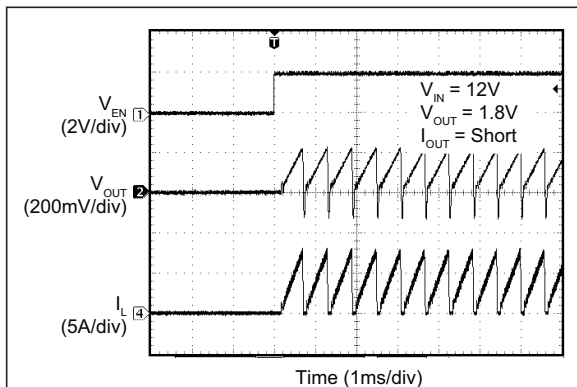 T
V_IN = 12V
V_OUT = 1.8V
I_OUT = Short
V_EN
(2V/div)
1
V_OUT
(200mV/div)
2
I_L
(5A/div)
4
Time (1ms/div)